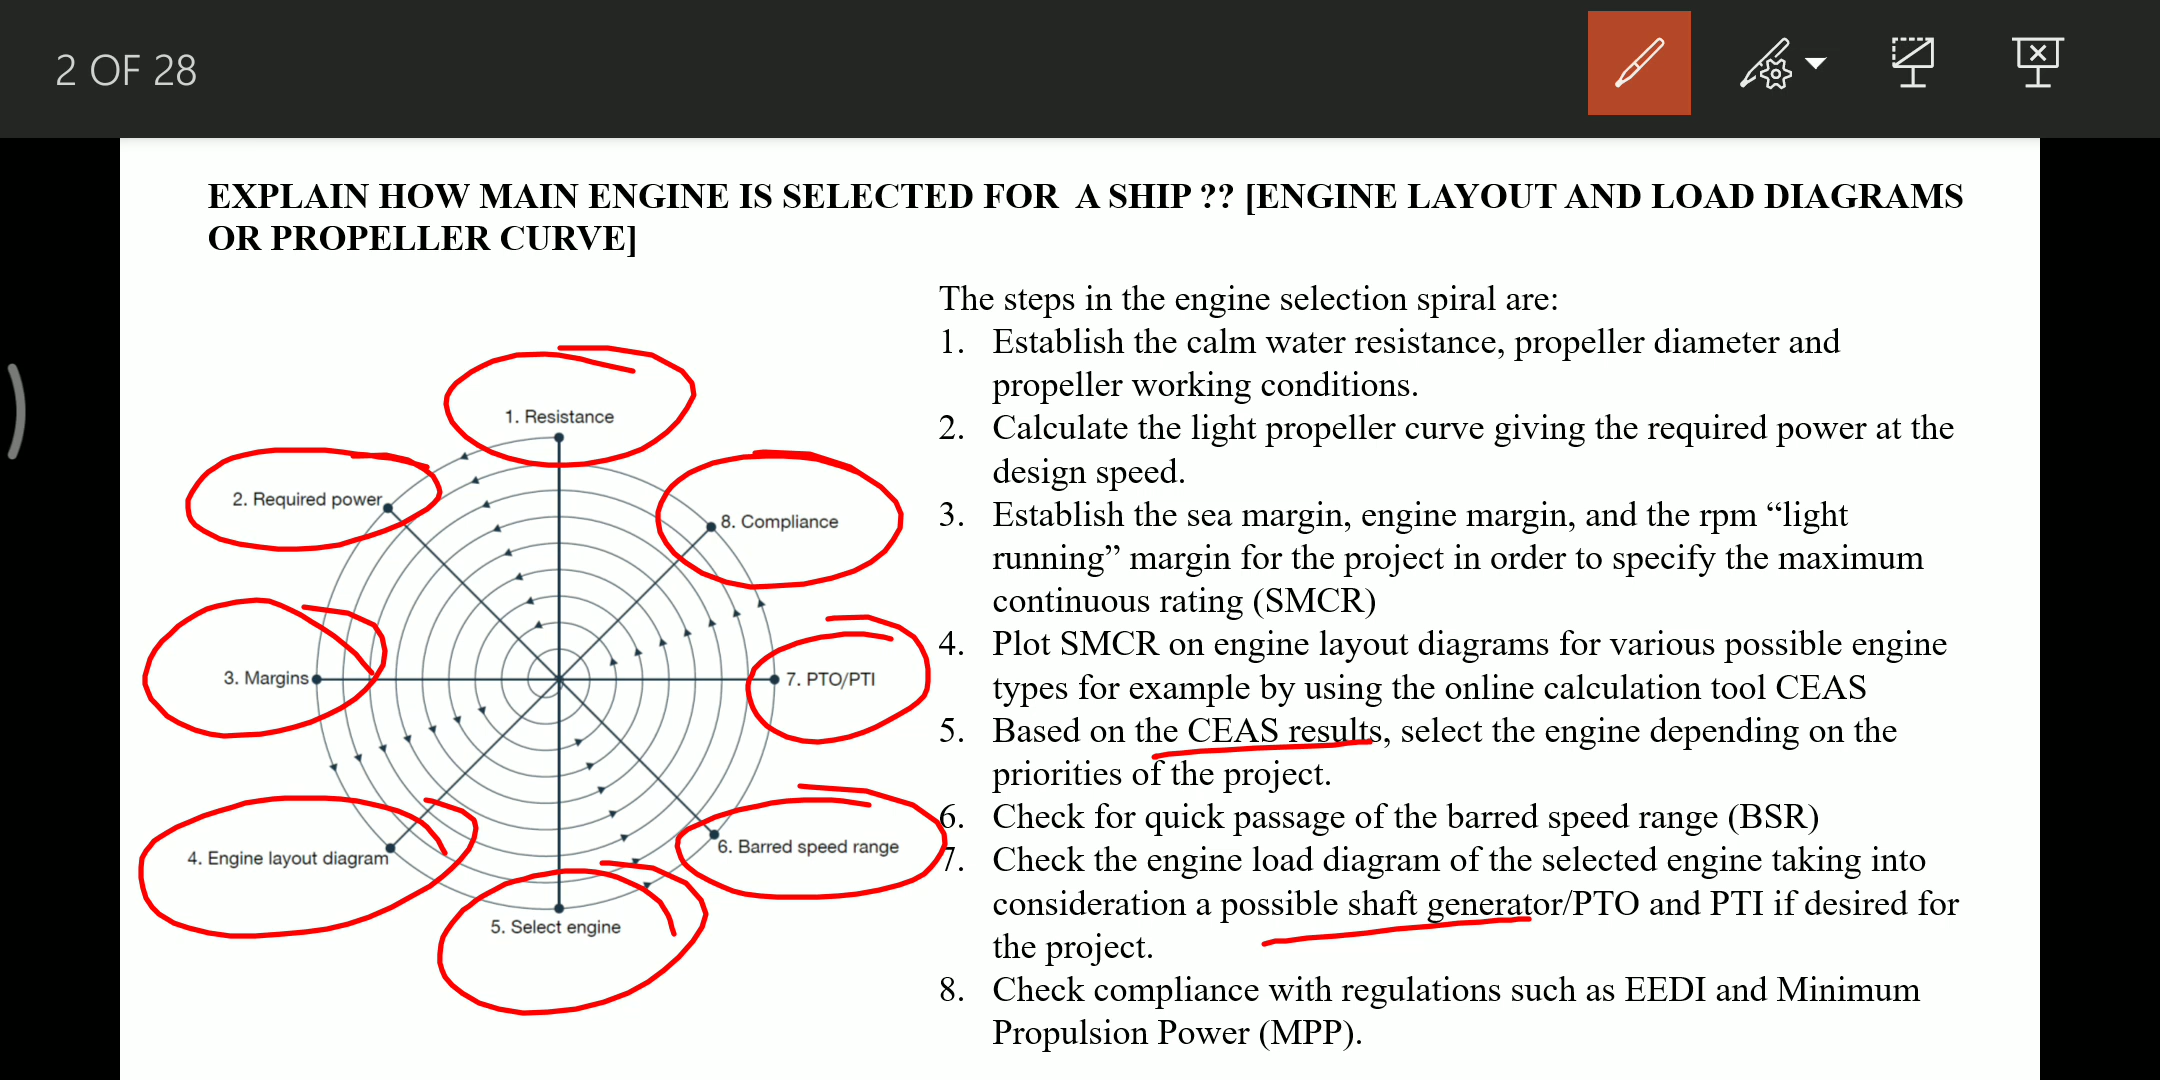 2 OF 28
EXPLAIN HOW MAIN ENGINE IS SELECTED FOR A SHIP ?? [ENGINE LAYOUT AND LOAD DIAGRAMS
OR PROPELLER CURVE]
1. Resistance
2. Required power
8. Compliance
3. Margins
7. PTO/PTI
4. Engine layout diagram
6. Barred speed range
5. Select engine
The steps in the engine selection spiral are:
1. Establish the calm water resistance, propeller diameter and
propeller working conditions.
2. Calculate the light propeller curve giving the required power at the
design speed.
3. Establish the sea margin, engine margin, and the rpm “light
running” margin for the project in order to specify the maximum
continuous rating (SMCR)
4. Plot SMCR on engine layout diagrams for various possible engine
types for example by using the online calculation tool CEAS
5. Based on the CEAS results, select the engine depending on the
priorities of the project.
6. Check for quick passage of the barred speed range (BSR)
7. Check the engine load diagram of the selected engine taking into
consideration a possible shaft generator/PTO and PTI if desired for
the project.
8. Check compliance with regulations such as EEDI and Minimum
Propulsion Power (MPP).